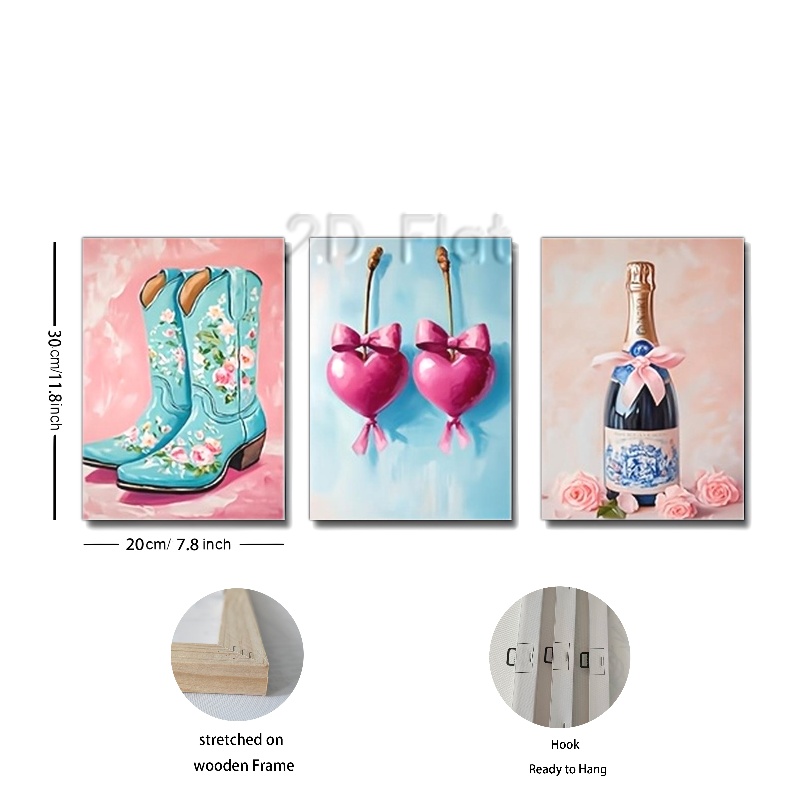 2D Flat
30cm/11.8inch
20cm/ 7.8 inch
stretched on
wooden Frame
Hook
Ready to Hang